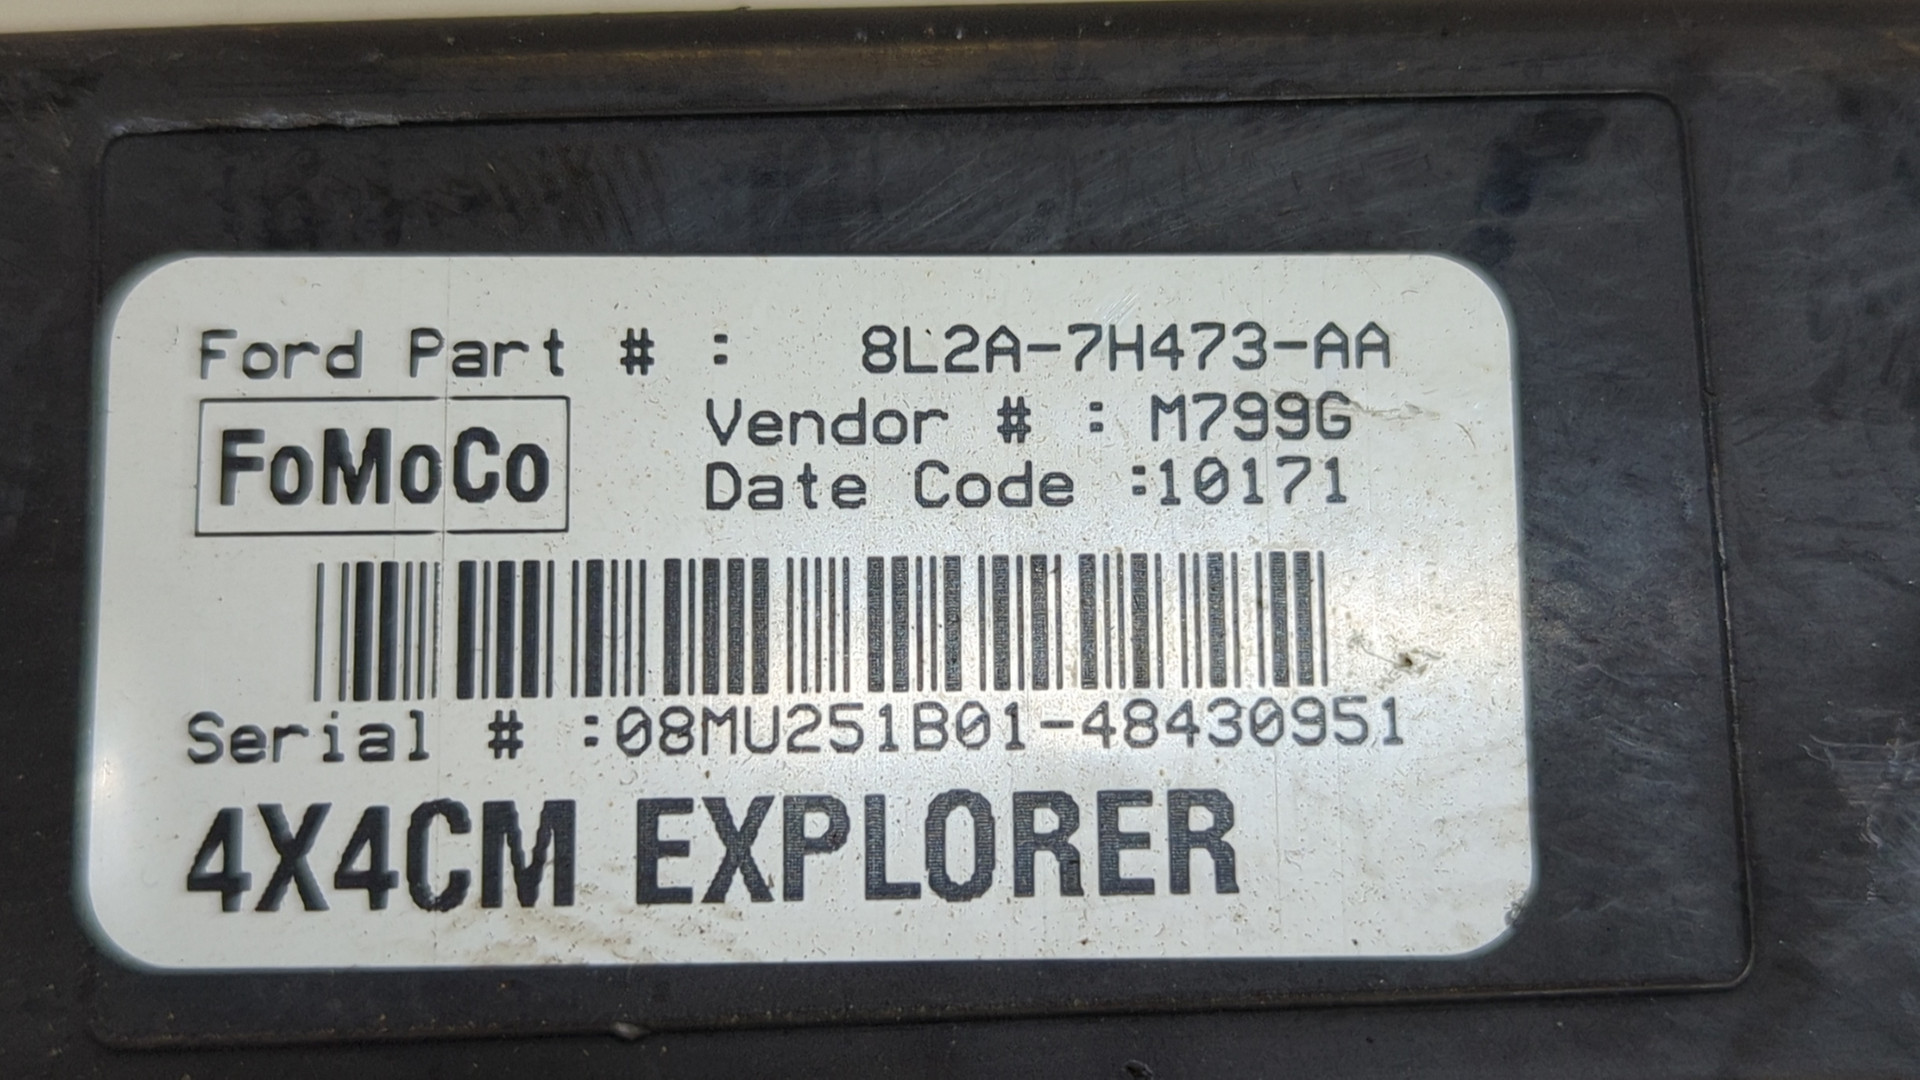 Ford Part # : 8L2A-7H473-AA
FoMoCo
Vendor # : M799G
Date Code :10171
Serial # :08MU251B01-48430951
4X4CM EXPLORER